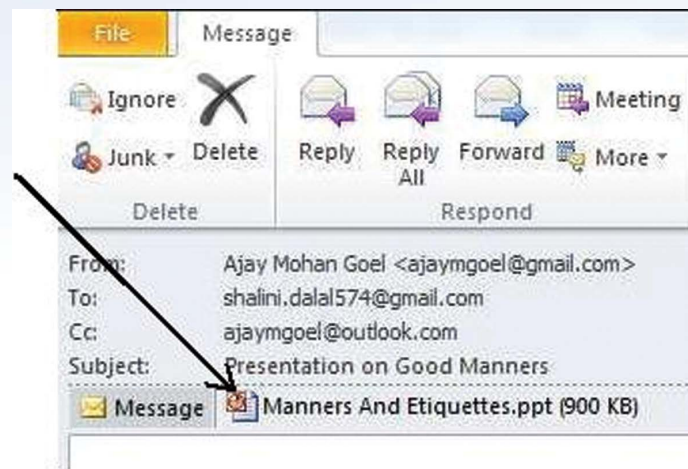 File Message
Ignore
Junk Delete Reply Reply All Forward Meeting
More
Delete Respond
From: Ajay Mohan Goel <ajaymgoel@gmail.com>
To: shalini.dalal574@gmail.com
Cc: ajaymgoel@outlook.com
Subject: Presentation on Good Manners
Message Manners And Etiquettes.ppt (900 KB)